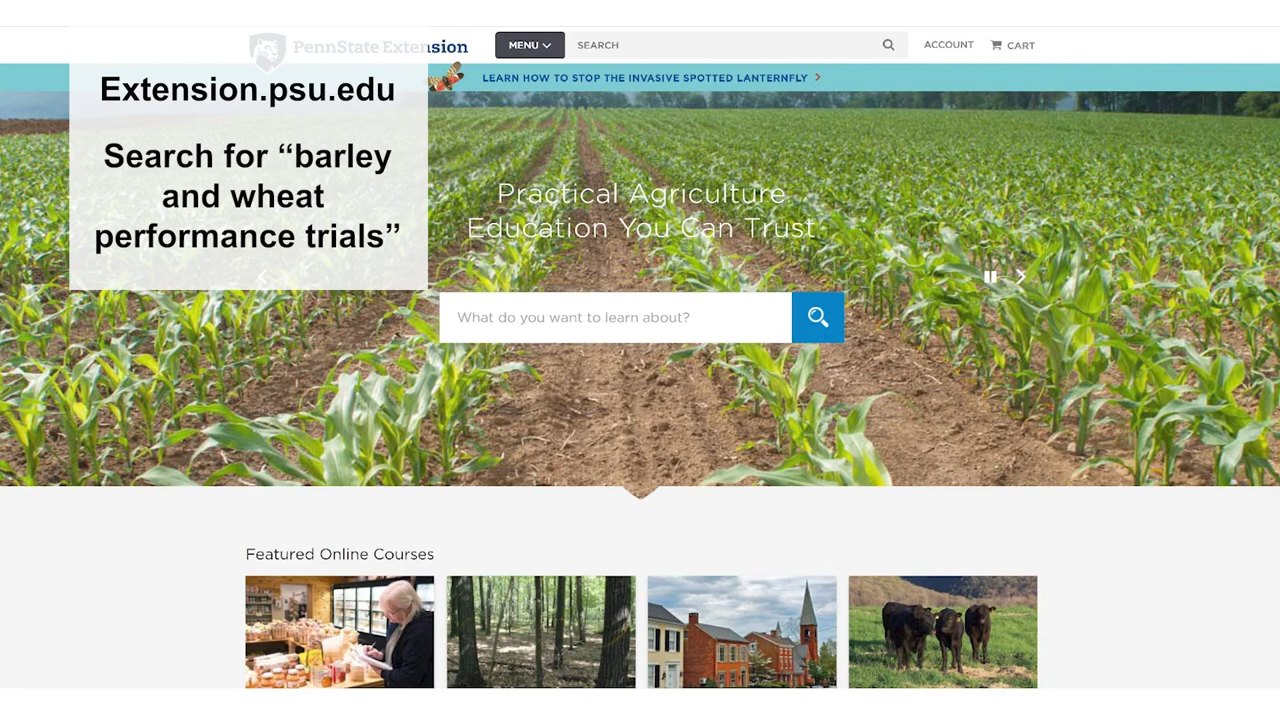 PennState Extension
MENU
SEARCH
ACCOUNT
CART
LEARN HOW TO STOP THE INVASIVE SPOTTED LANTERNFLY
Extension.psu.edu
Search for “barley
and wheat
performance trials”
Practical Agriculture
Education You Can Trust
What do you want to learn about?
Featured Online Courses